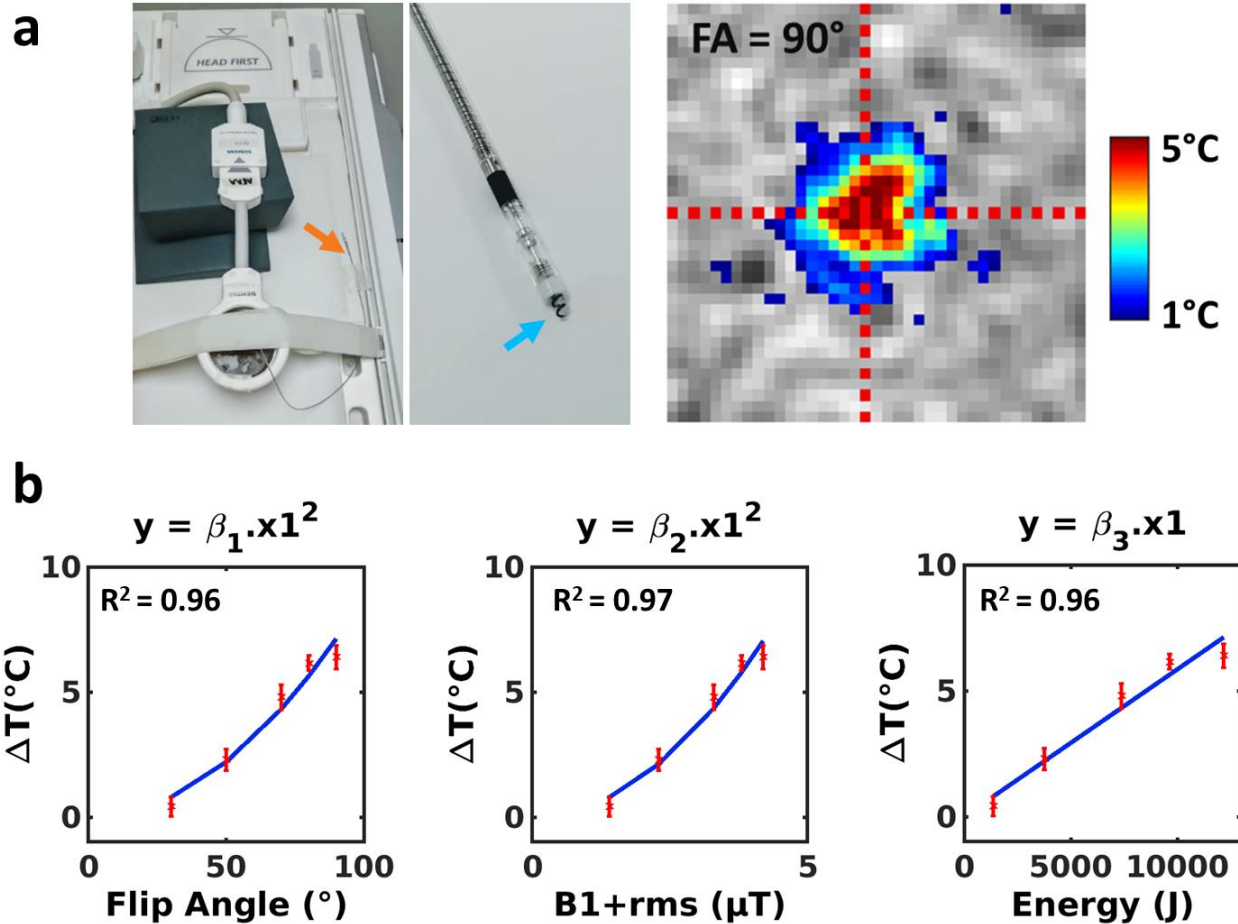 a
HEAD FIRST
SIEMENS
FA = 90°
5°C
1°C
b
y = β₁.x1²
R² = 0.96
10
5
0
ΔT(°C)
0 50 100
Flip Angle (°)
y = β₂.x1²
R² = 0.97
10
5
0
ΔT(°C)
0 5
B1+rms (μT)
y = β₃.x1
R² = 0.96
10
5
0
ΔT(°C)
0 5000 10000
Energy (J)